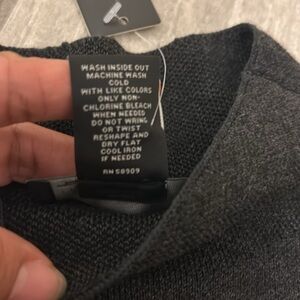 WASH INSIDE OUT
MACHINE WASH
COLD
WITH LIKE COLORS
ONLY NON-
CHLORINE BLEACH
WHEN NEEDED
DO NOT WRING
OR TWIST
RESHAPE AND
DRY FLAT
COOL IRON
IF NEEDED
RN 58909